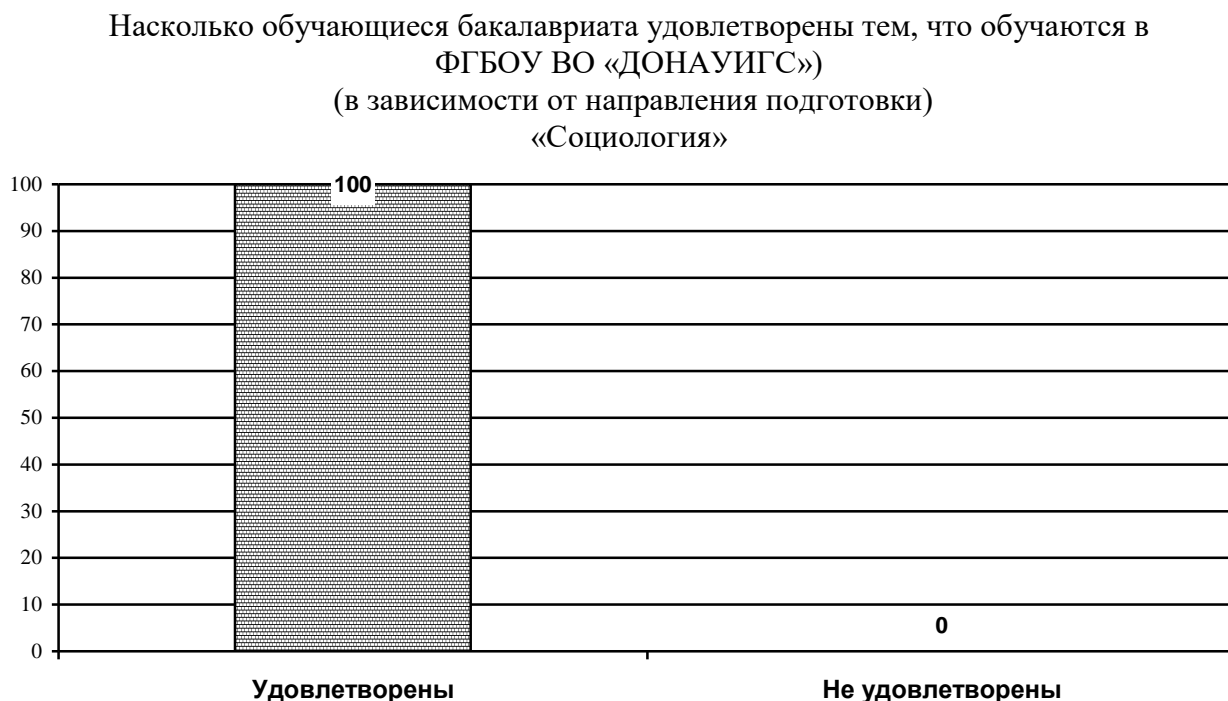 Насколько обучающиеся бакалавриата удовлетворены тем, что обучаются в
ФГБОУ ВО «ДОНАУИГС»)
(в зависимости от направления подготовки)
«Социология»
100
100
90
80
70
60
50
40
30
20
10
0
0
Удовлетворены
Не удовлетворены